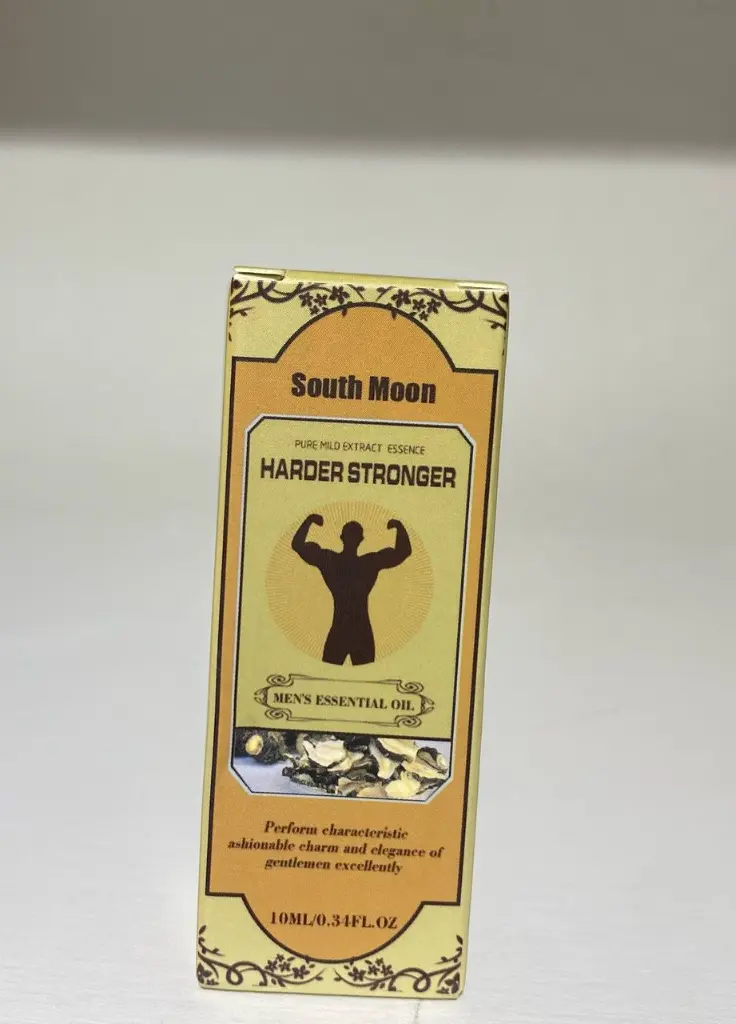 South Moon
PURE MILD EXTRACT ESSENCE
HARDER STRONGER
MEN'S ESSENTIAL OIL
Perform characteristic
ashionable charm and elegance of
gentlemen excellently
10ML/0.34FL.OZ